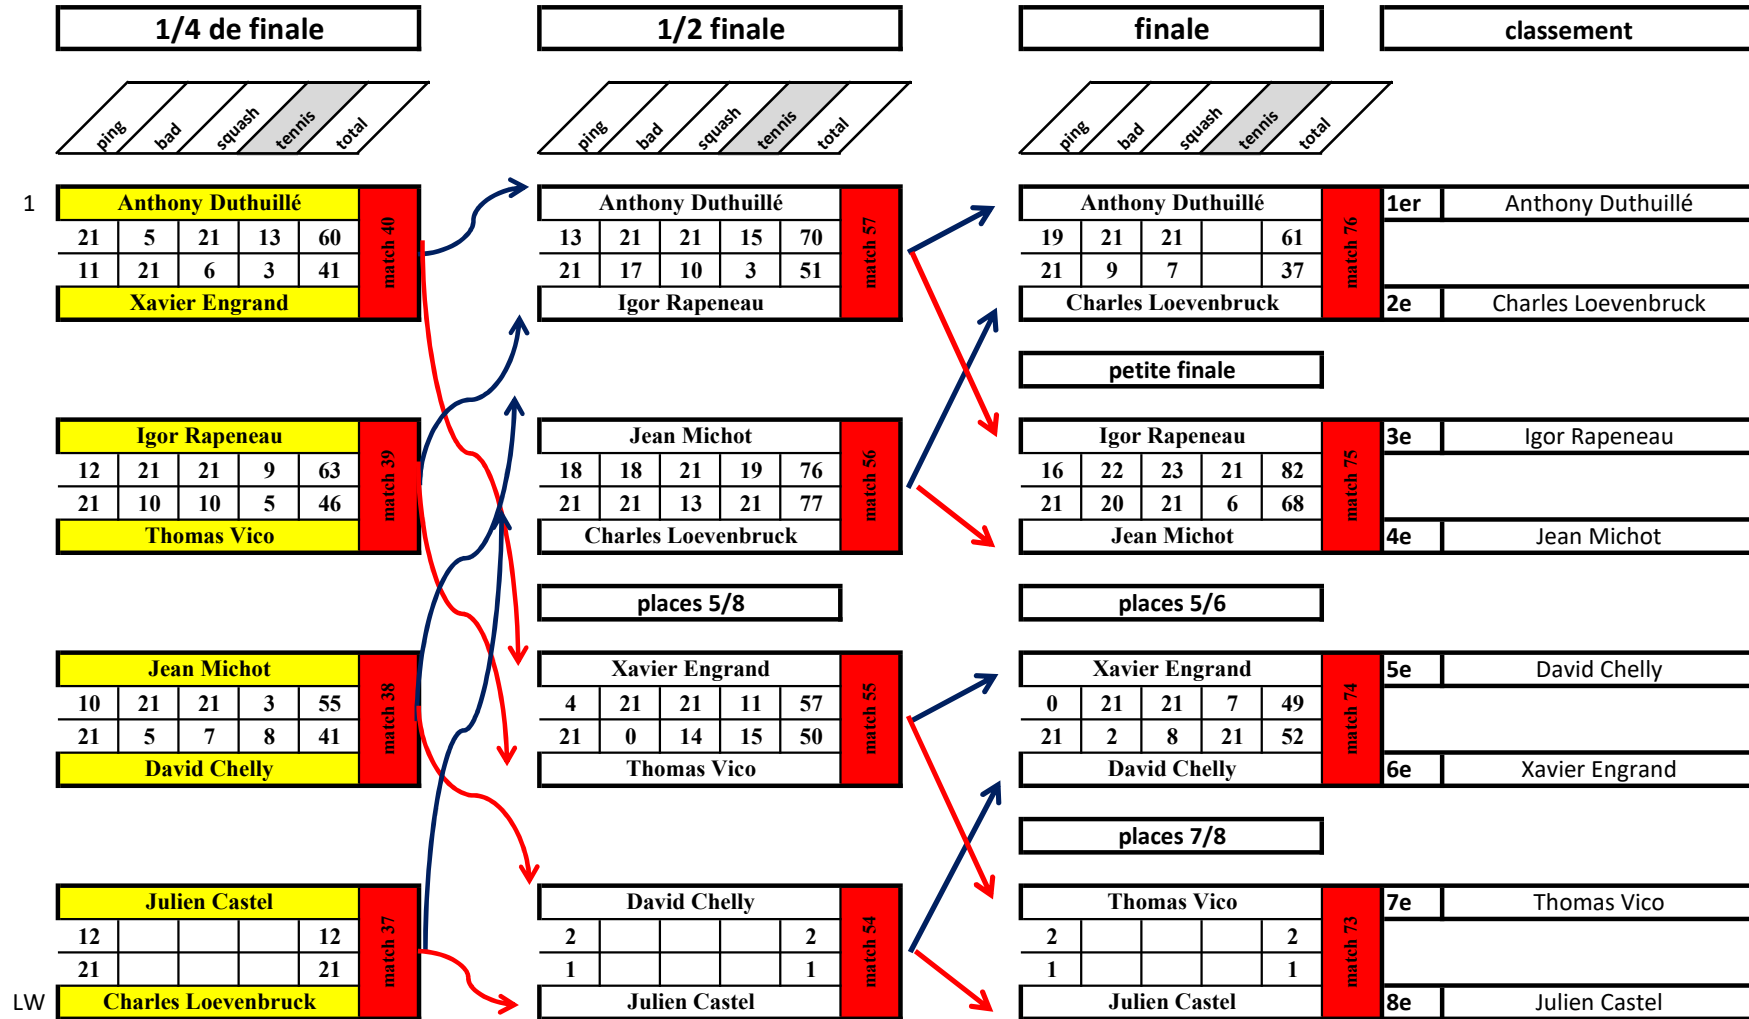 1/4 de finale 1/2 finale finale classement
ping bad squash tennis total ping bad squash tennis total ping bad squash tennis total
1 Anthony Duthuillé Anthony Duthuillé Anthony Duthuillé 1er Anthony Duthuillé
21 5 21 13 60 match 40 13 21 21 15 70 match 57 19 21 21 61 match 76
11 21 6 3 41 21 17 10 3 51 21 9 7 37
Xavier Engrand Igor Rapeneau Charles Loevenbruck 2e Charles Loevenbruck
petite finale
Igor Rapeneau Jean Michot Igor Rapeneau 3e Igor Rapeneau
12 21 21 9 63 match 39 18 18 21 19 76 match 56 16 22 23 21 82 match 75
21 10 10 5 46 21 21 13 21 77 21 20 21 6 68
Thomas Vico Charles Loevenbruck Jean Michot 4e Jean Michot
places 5/8 places 5/6
Jean Michot Xavier Engrand Xavier Engrand 5e David Chelly
10 21 21 3 55 match 38 4 21 21 11 57 match 55 0 21 21 7 49 match 74
21 5 7 8 41 21 0 14 15 50 21 2 8 21 52
David Chelly Thomas Vico David Chelly 6e Xavier Engrand
places 7/8
Julien Castel David Chelly Thomas Vico 7e Thomas Vico
12 12 match 37 2 2 match 54 2 2 match 73
21 21 1 1 1 1
LW Charles Loevenbruck Julien Castel Julien Castel 8e Julien Castel